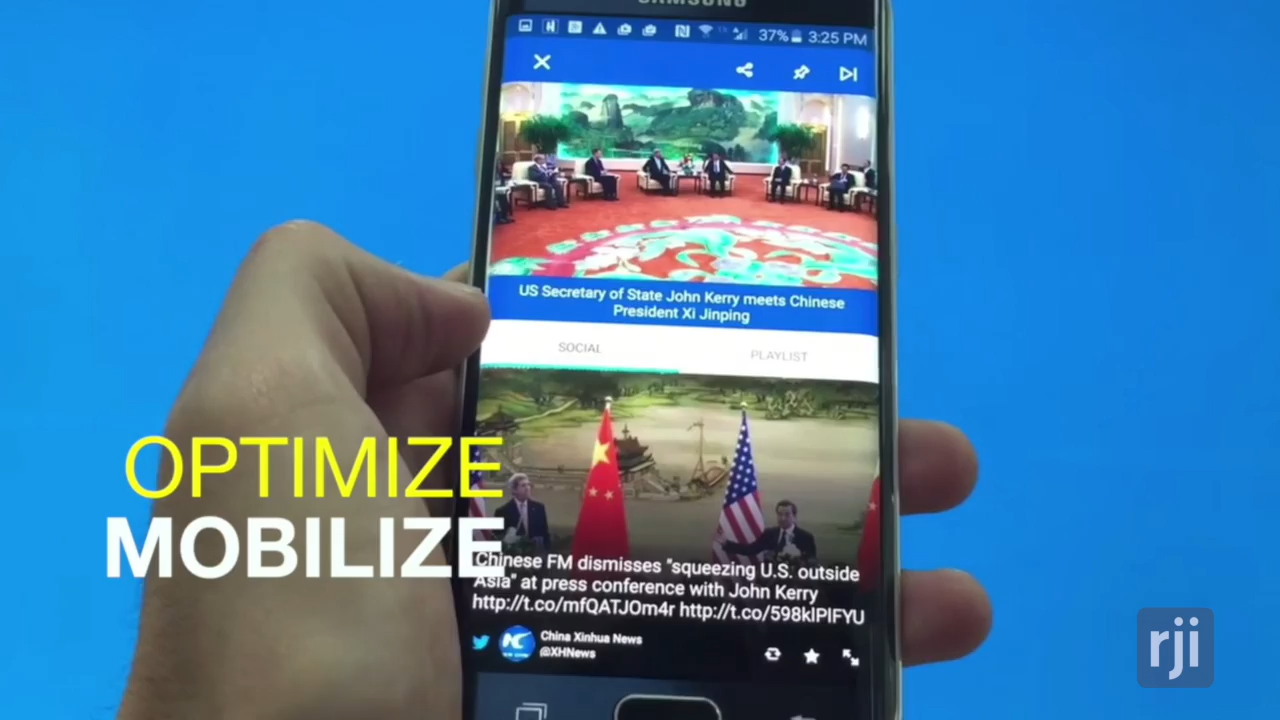 SAMSUNG
37% 3:25 PM
US Secretary of State John Kerry meets Chinese
President Xi Jinping
SOCIAL
PLAYLIST
OPTIMIZE
MOBILIZE
Chinese FM dismisses "squeezing U.S. outside
Asia" at press conference with John Kerry
http://t.co/mfQATJOm4r http://t.co/598klPlFYU
China Xinhua News
@XHNews
rji